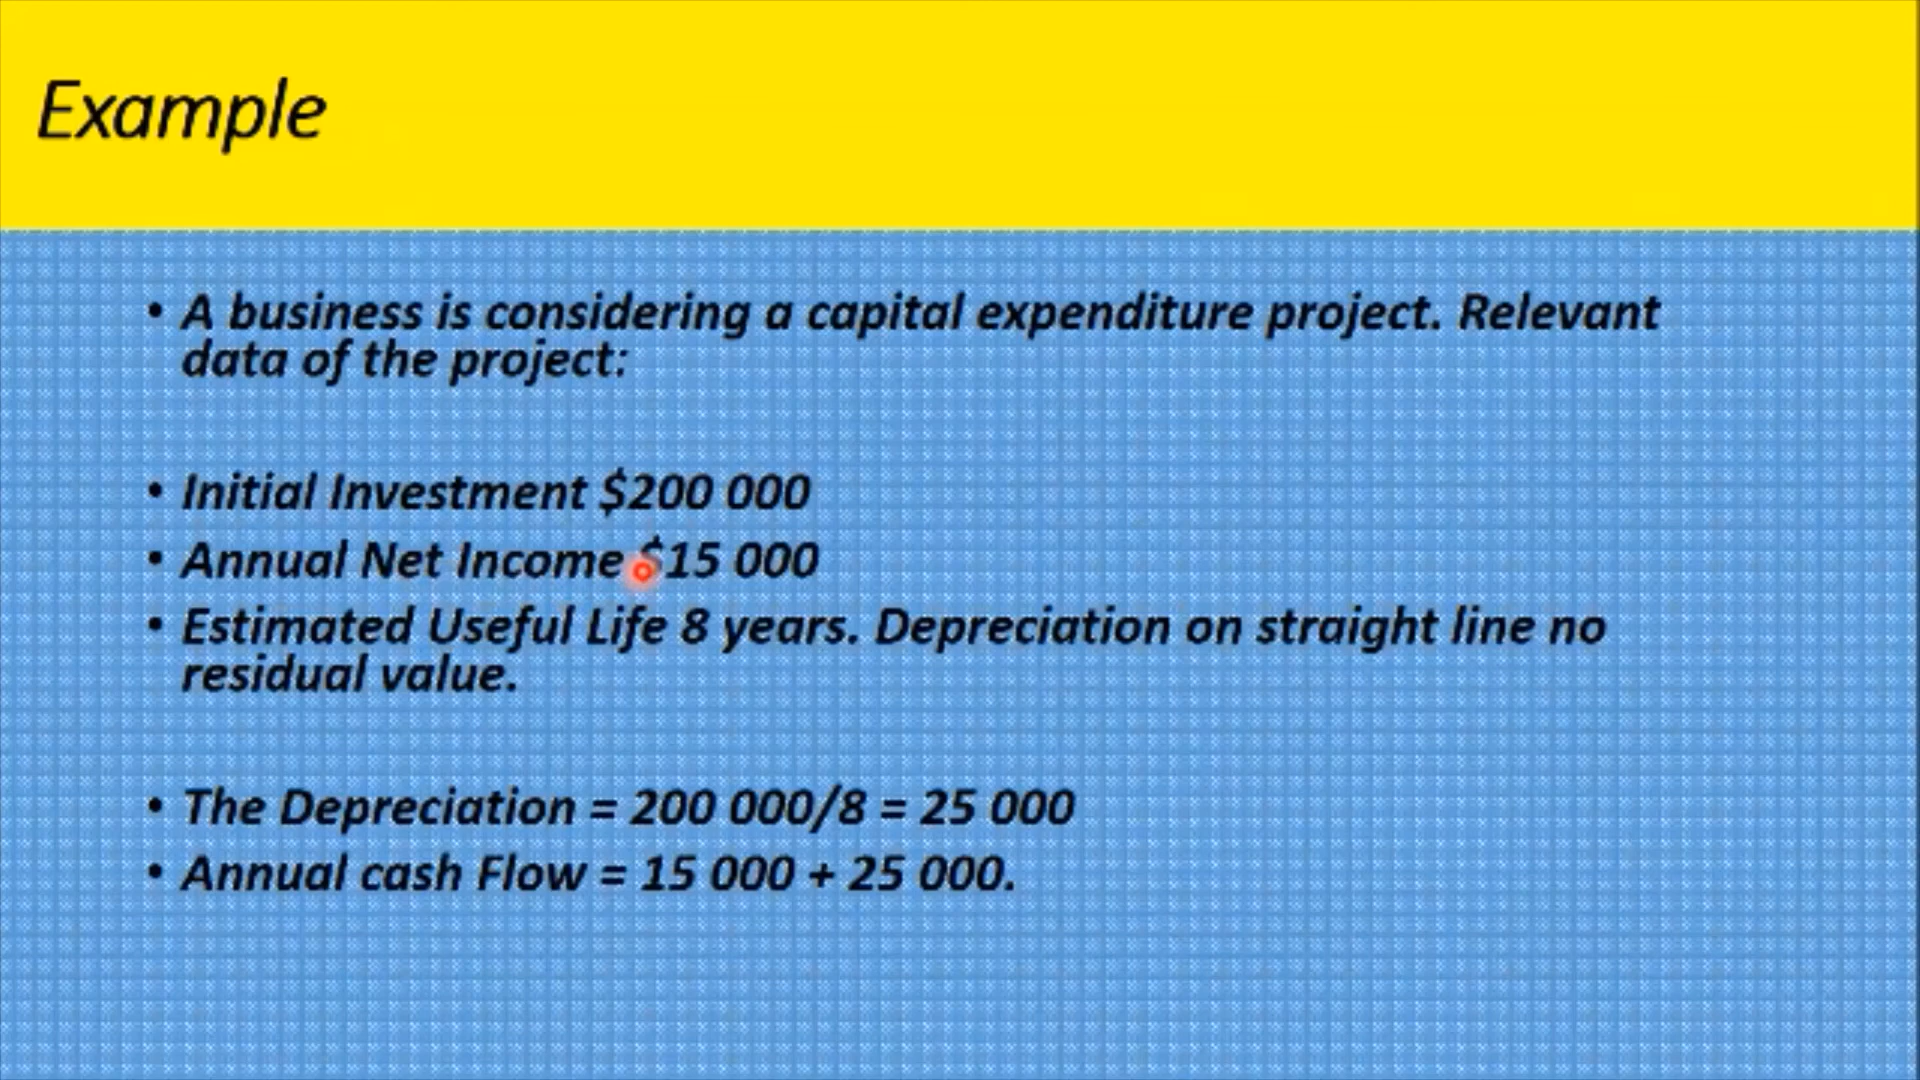 Example
• A business is considering a capital expenditure project. Relevant
data of the project:
• Initial Investment $200 000
• Annual Net Income $15 000
• Estimated Useful Life 8 years. Depreciation on straight line no
residual value.
• The Depreciation = 200 000/8 = 25 000
• Annual cash Flow = 15 000 + 25 000.